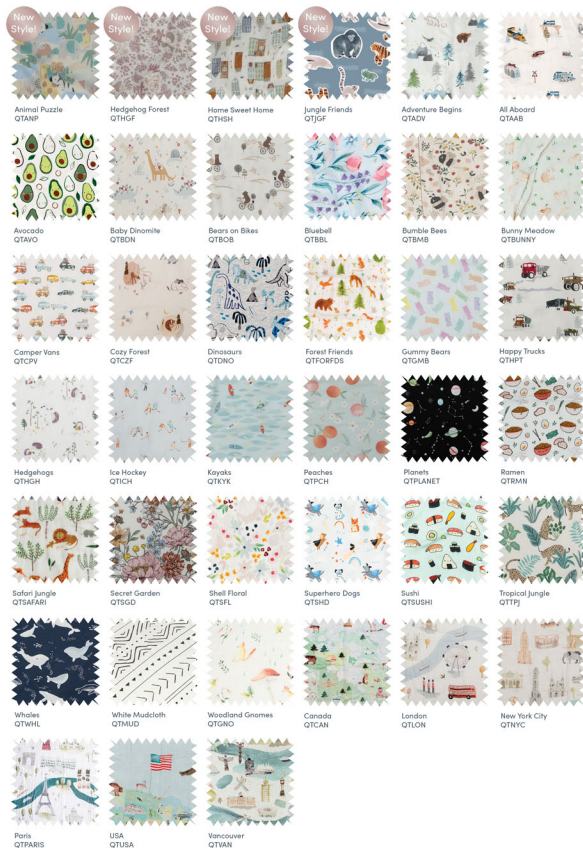 New
Style!
New
Style!
New
Style!
New
Style!
Animal Puzzle
QTANP
Hedgehog Forest
QTHGF
Home Sweet Home
QTHSH
Jungle Friends
QTJGF
Adventure Begins
QTADV
All Aboard
QTAAB
Avocado
QTAVO
Baby Dinomite
QTBDN
Bears on Bikes
QTBOB
Bluebell
QTBBL
Bumble Bees
QTBMB
Bunny Meadow
QTBUNNY
Camper Vans
QTCPV
Cozy Forest
QTCZF
Dinosaurs
QTDNO
Forest Friends
QTFORFDS
Gummy Bears
QTGMB
Happy Trucks
QTHPT
Hedgehogs
QTHGH
Ice Hockey
QTICH
Kayaks
QTKYK
Peaches
QTPCH
Planets
QTPLANET
Ramen
QTRMN
Safari Jungle
QTSAFARI
Secret Garden
QTSGD
Shell Floral
QTSFL
Superhero Dogs
QTSHD
Sushi
QTSUSHI
Tropical Jungle
QTTPJ
Whales
QTWHL
White Mudcloth
QTMUD
Woodland Gnomes
QTGNO
Canada
QTCAN
London
QTLON
New York City
QTNYC
Paris
QTPARIS
USA
QTUSA
Vancouver
QTVAN